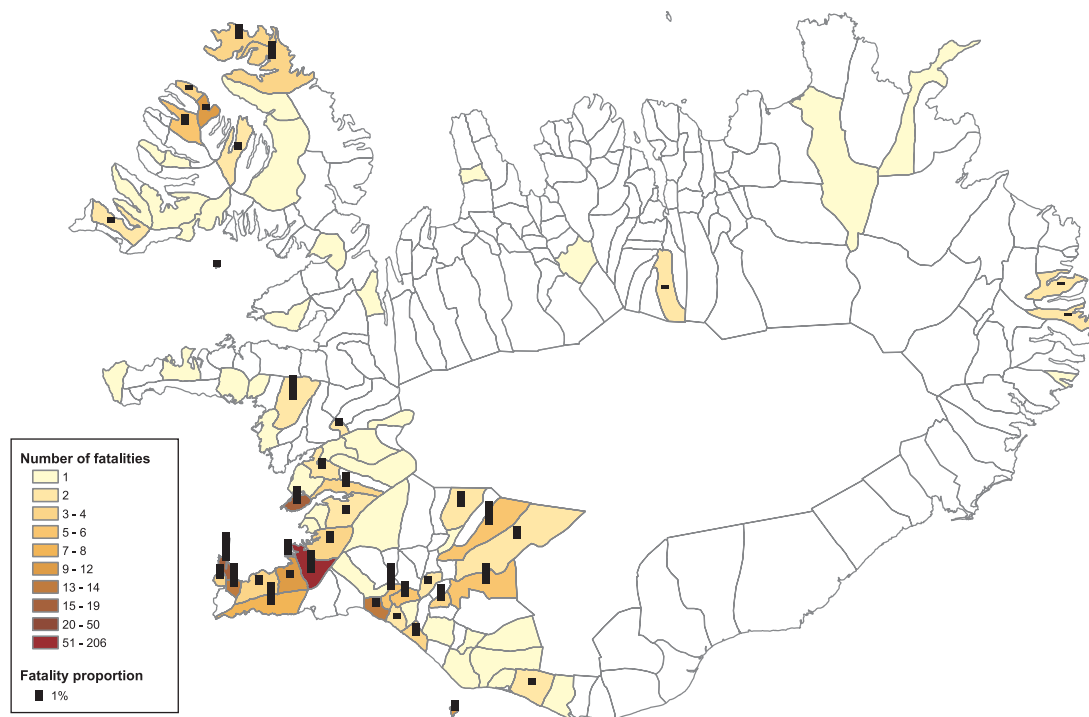 Number of fatalities
1
2
3 - 4
5 - 6
7 - 8
9 - 12
13 - 14
15 - 19
20 - 50
51 - 206
Fatality proportion
1%